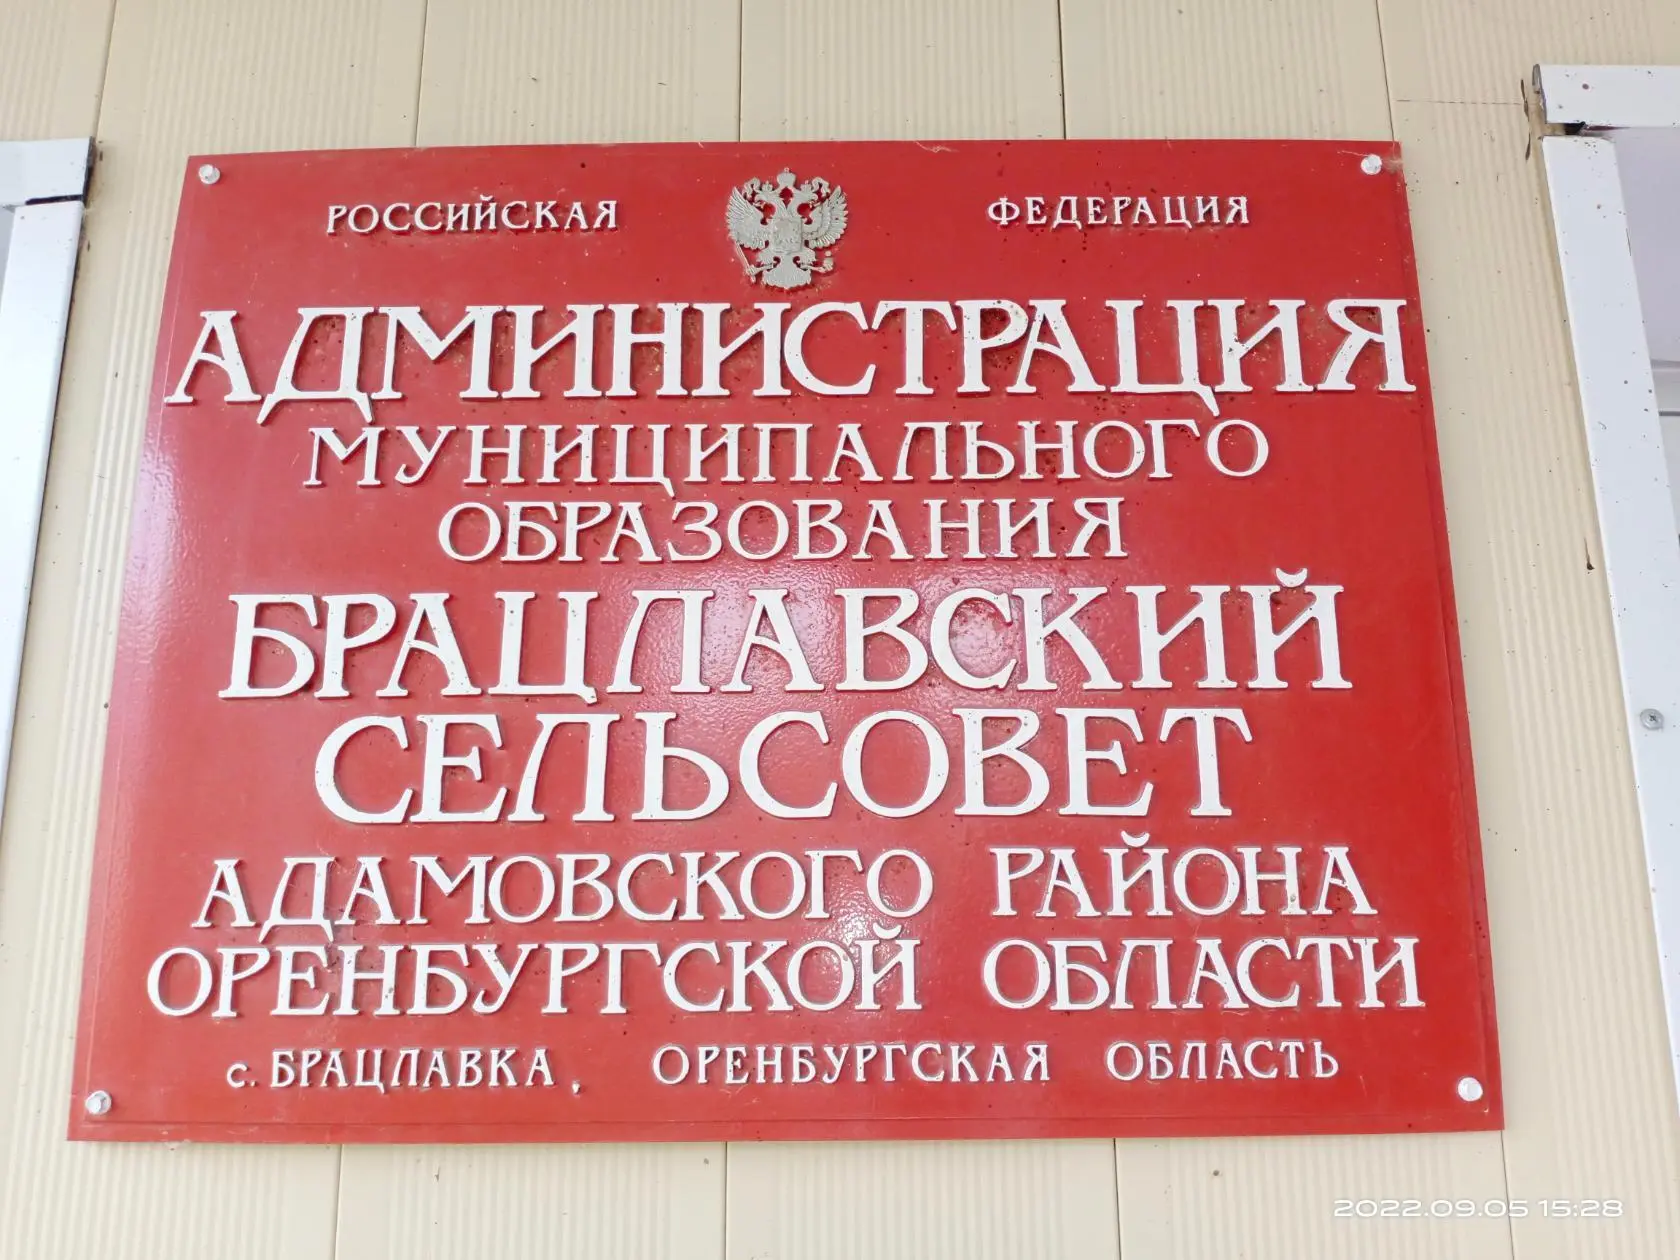 РОССИЙСКАЯ ФЕДЕРАЦИЯ
АДМИНИСТРАЦИЯ
МУНИЦИПАЛЬНОГО
ОБРАЗОВАНИЯ
БРАЦЛАВСКИЙ
СЕЛЬСОВЕТ
АДАМОВСКОГО РАЙОНА
ОРЕНБУРГСКОЙ ОБЛАСТИ
с. БРАЦЛАВКА, ОРЕНБУРГСКАЯ ОБЛАСТЬ
2022.09.05 15:28